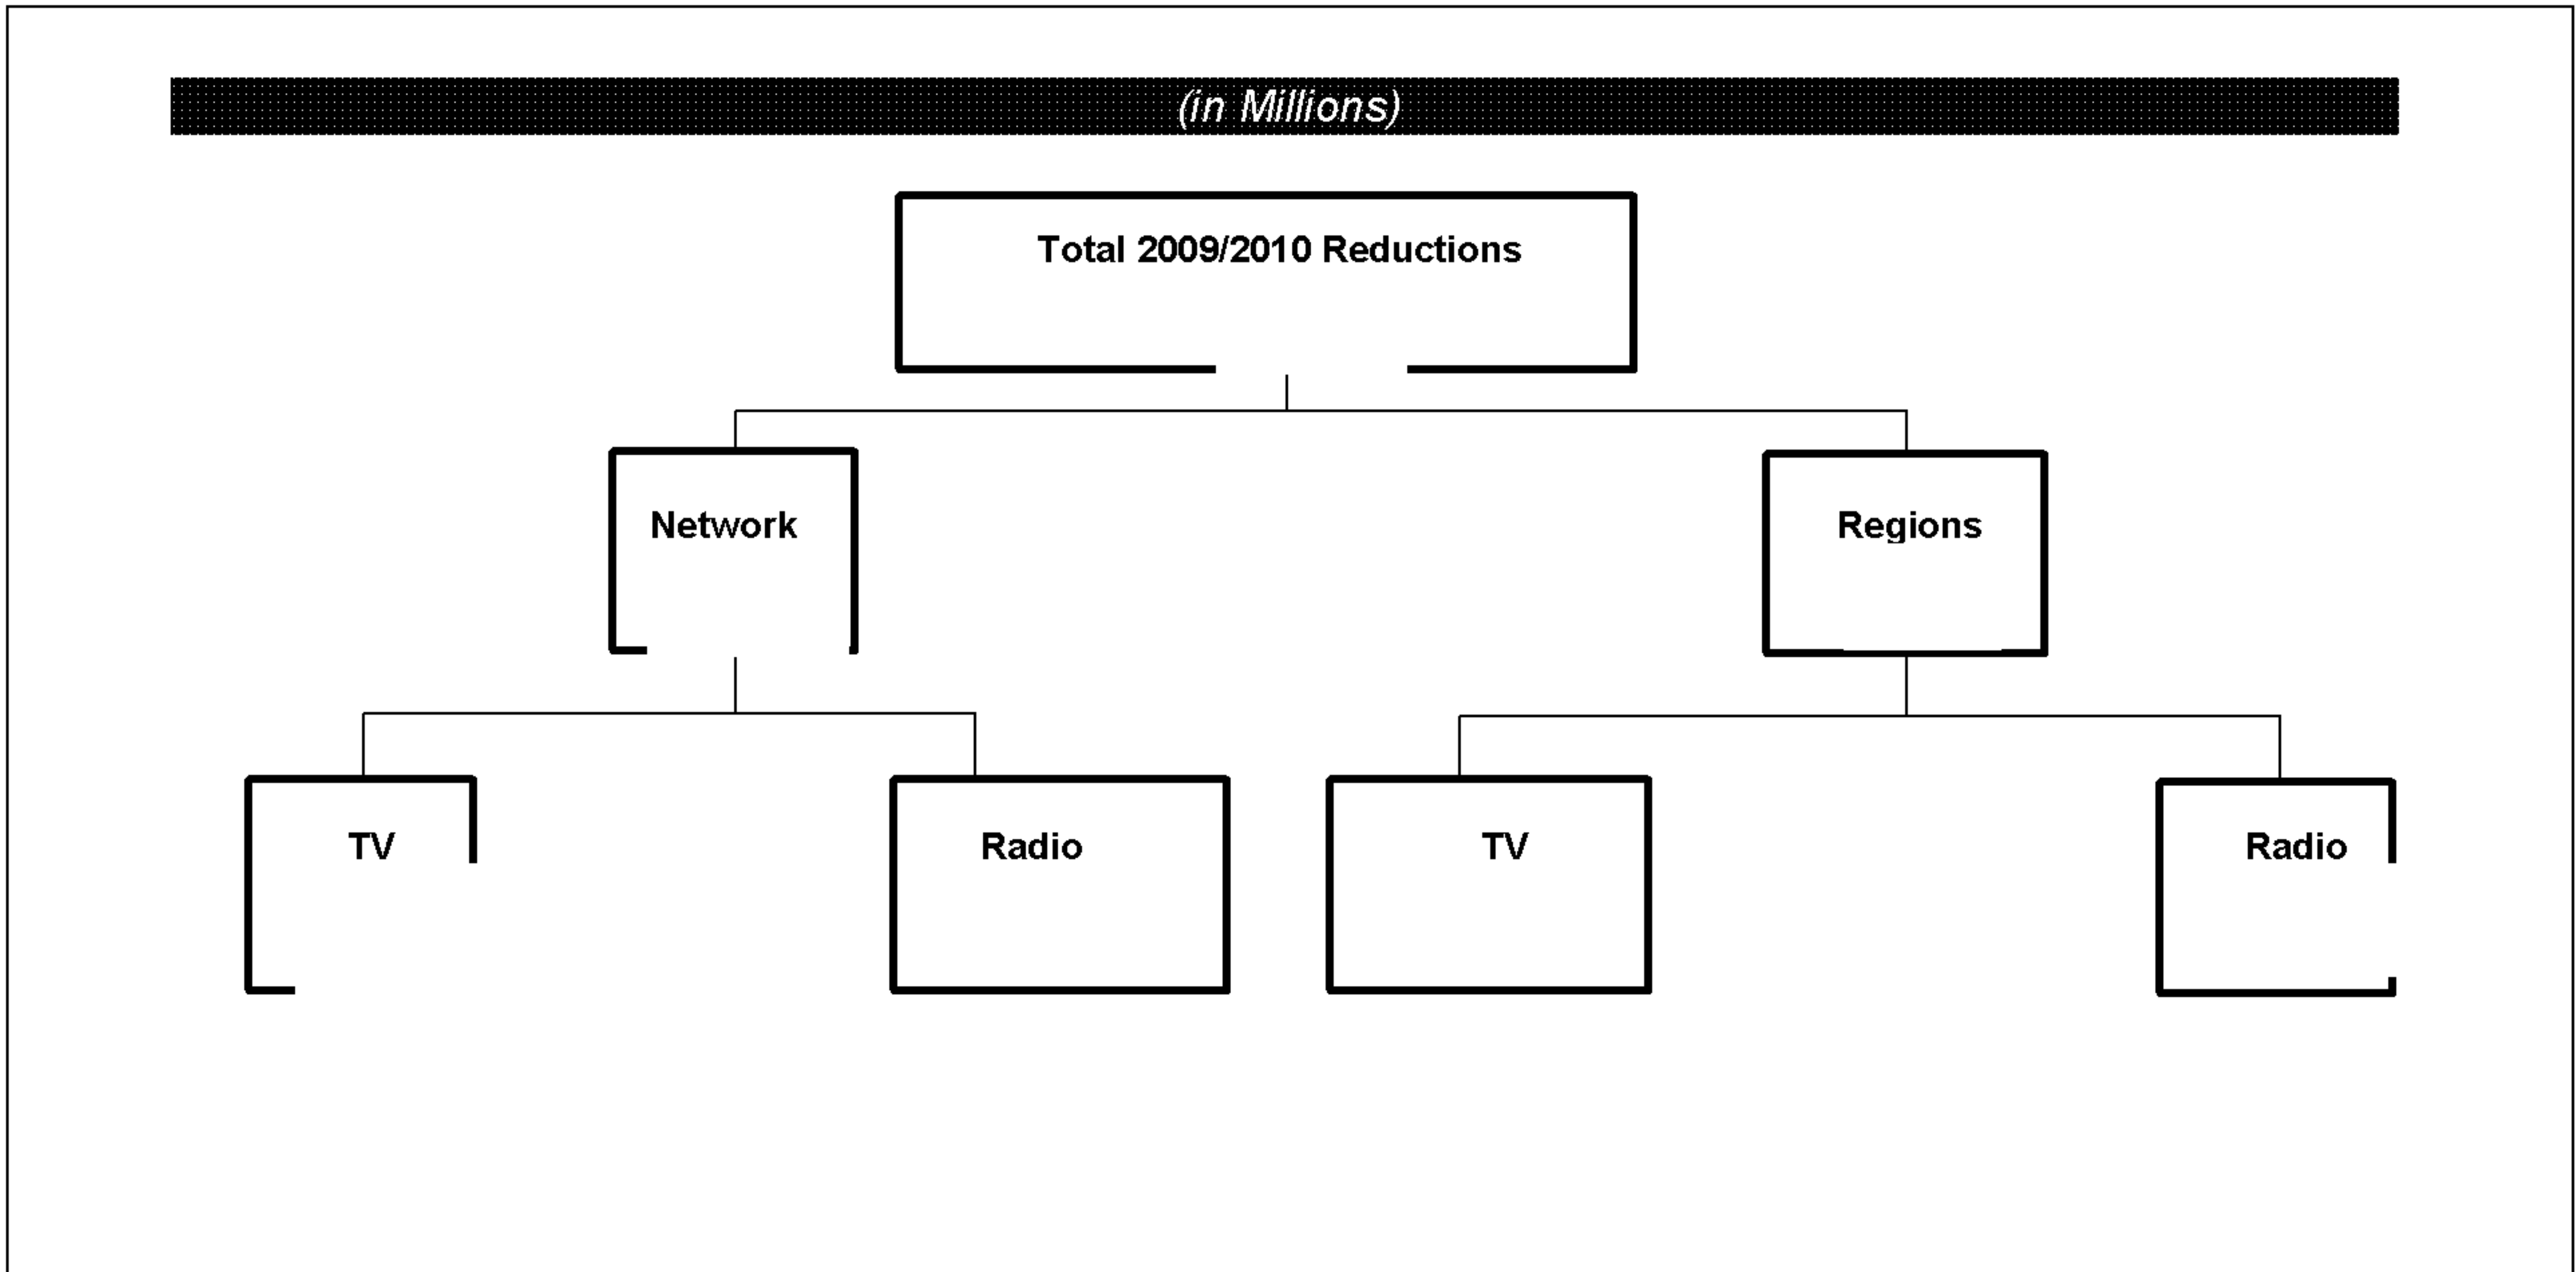 (in Millions)
Total 2009/2010 Reductions
Network
Regions
TV
Radio
TV
Radio